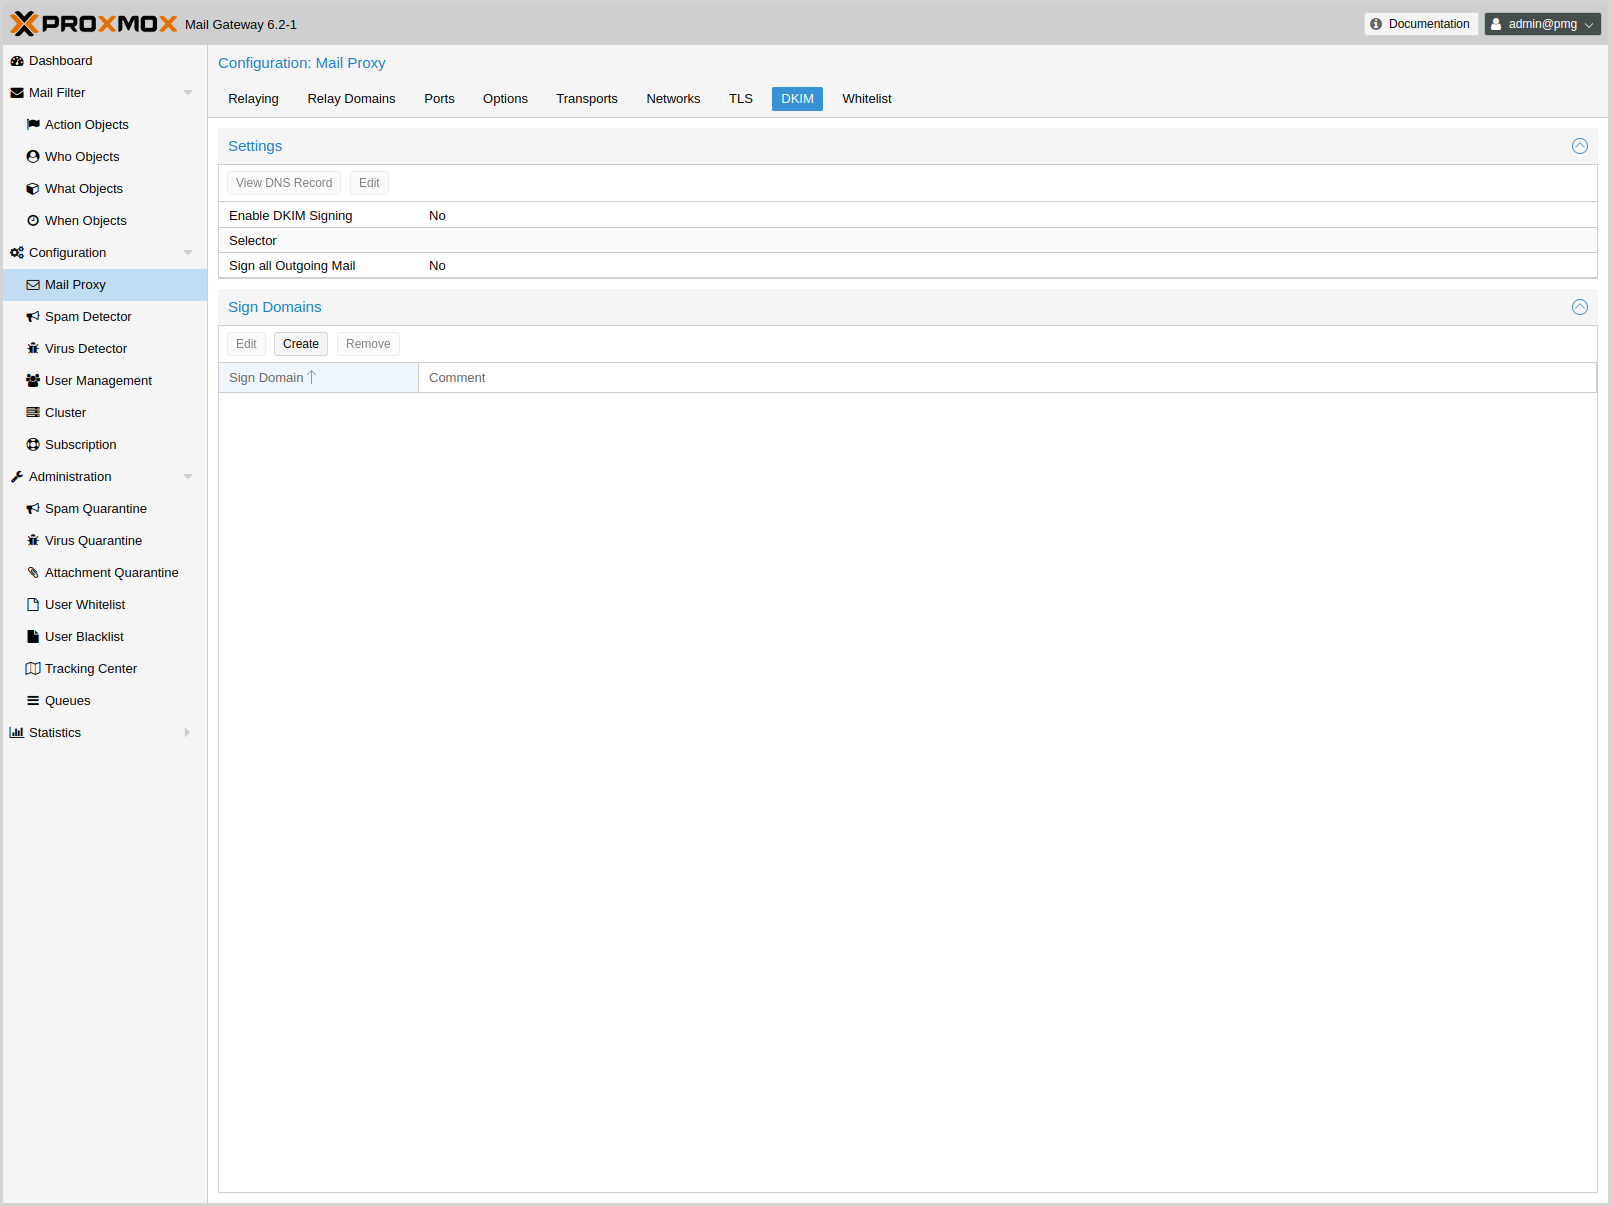 PROXMOX Mail Gateway 6.2-1
Documentation
admin@pmg
Dashboard
Mail Filter
Action Objects
Who Objects
What Objects
When Objects
Configuration
Mail Proxy
Spam Detector
Virus Detector
User Management
Cluster
Subscription
Administration
Spam Quarantine
Virus Quarantine
Attachment Quarantine
User Whitelist
User Blacklist
Tracking Center
Queues
Statistics
Configuration: Mail Proxy
Relaying Relay Domains Ports Options Transports Networks TLS DKIM Whitelist
Settings
View DNS Record Edit
Enable DKIM Signing No
Selector
Sign all Outgoing Mail No
Sign Domains
Edit Create Remove
Sign Domain Comment